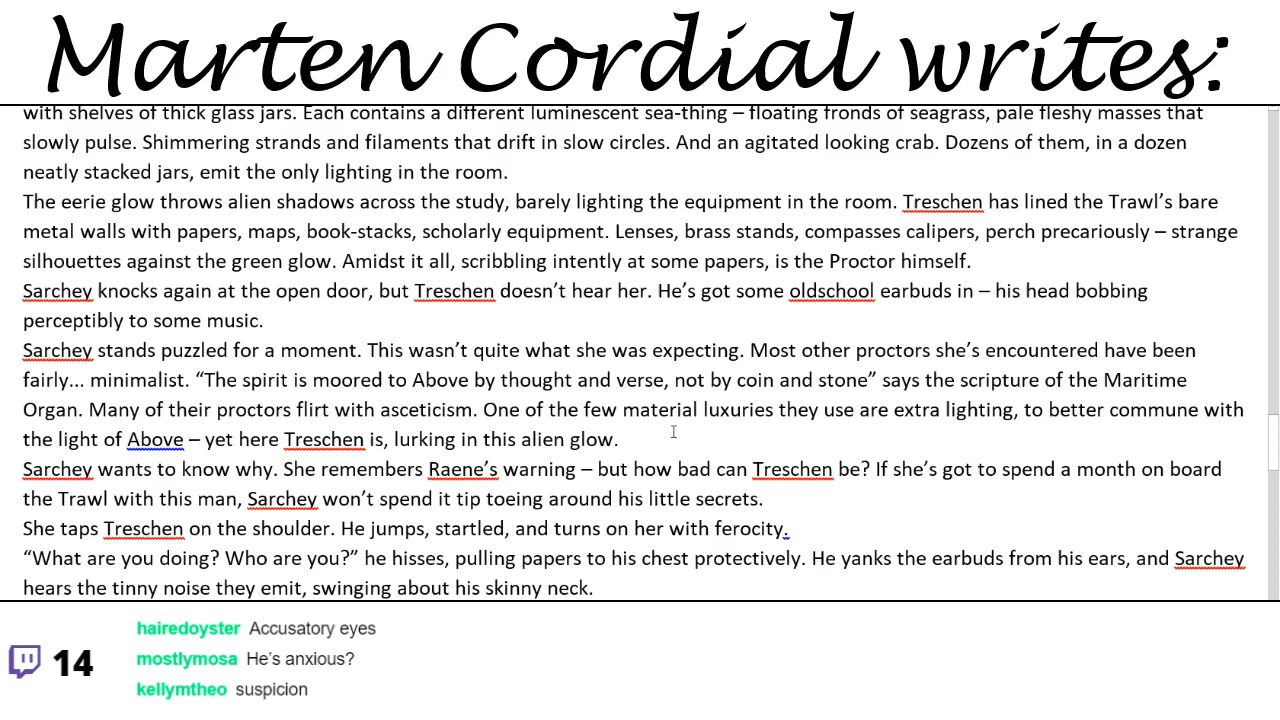 Marten Cordial writes:
with shelves of thick glass jars. Each contains a different luminescent sea-thing – floating fronds of seagrass, pale fleshy masses that
slowly pulse. Shimmering strands and filaments that drift in slow circles. And an agitated looking crab. Dozens of them, in a dozen
neatly stacked jars, emit the only lighting in the room.
The eerie glow throws alien shadows across the study, barely lighting the equipment in the room. Treschen has lined the Trawl’s bare
metal walls with papers, maps, book-stacks, scholarly equipment. Lenses, brass stands, compasses calipers, perch precariously – strange
silhouettes against the green glow. Amidst it all, scribbling intently at some papers, is the Proctor himself.
Sarchey knocks again at the open door, but Treschen doesn’t hear her. He’s got some oldschool earbuds in – his head bobbing
perceptibly to some music.
Sarchey stands puzzled for a moment. This wasn’t quite what she was expecting. Most other proctors she’s encountered have been
fairly... minimalist. “The spirit is moored to Above by thought and verse, not by coin and stone” says the scripture of the Maritime
Organ. Many of their proctors flirt with asceticism. One of the few material luxuries they use are extra lighting, to better commune with
the light of Above – yet here Treschen is, lurking in this alien glow.
Sarchey wants to know why. She remembers Raene’s warning – but how bad can Treschen be? If she’s got to spend a month on board
the Trawl with this man, Sarchey won’t spend it tip toeing around his little secrets.
She taps Treschen on the shoulder. He jumps, startled, and turns on her with ferocity.
“What are you doing? Who are you?” he hisses, pulling papers to his chest protectively. He yanks the earbuds from his ears, and Sarchey
hears the tinny noise they emit, swinging about his skinny neck.
hairedoyster Accusatory eyes
14
mostlymosa He’s anxious?
kellymtheo suspicion